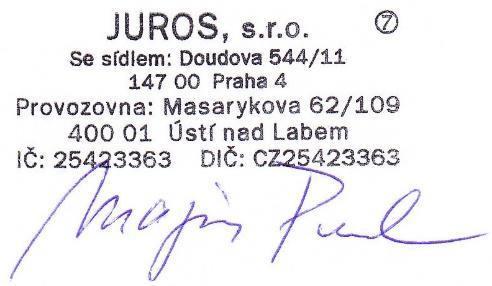 JUROS, s.r.o. 7
Se sídlem: Doudova 544/11
147 00 Praha 4
Provozovna: Masarykova 62/109
400 01 Ústí nad Labem
IČ: 25423363 DIČ: CZ25423363